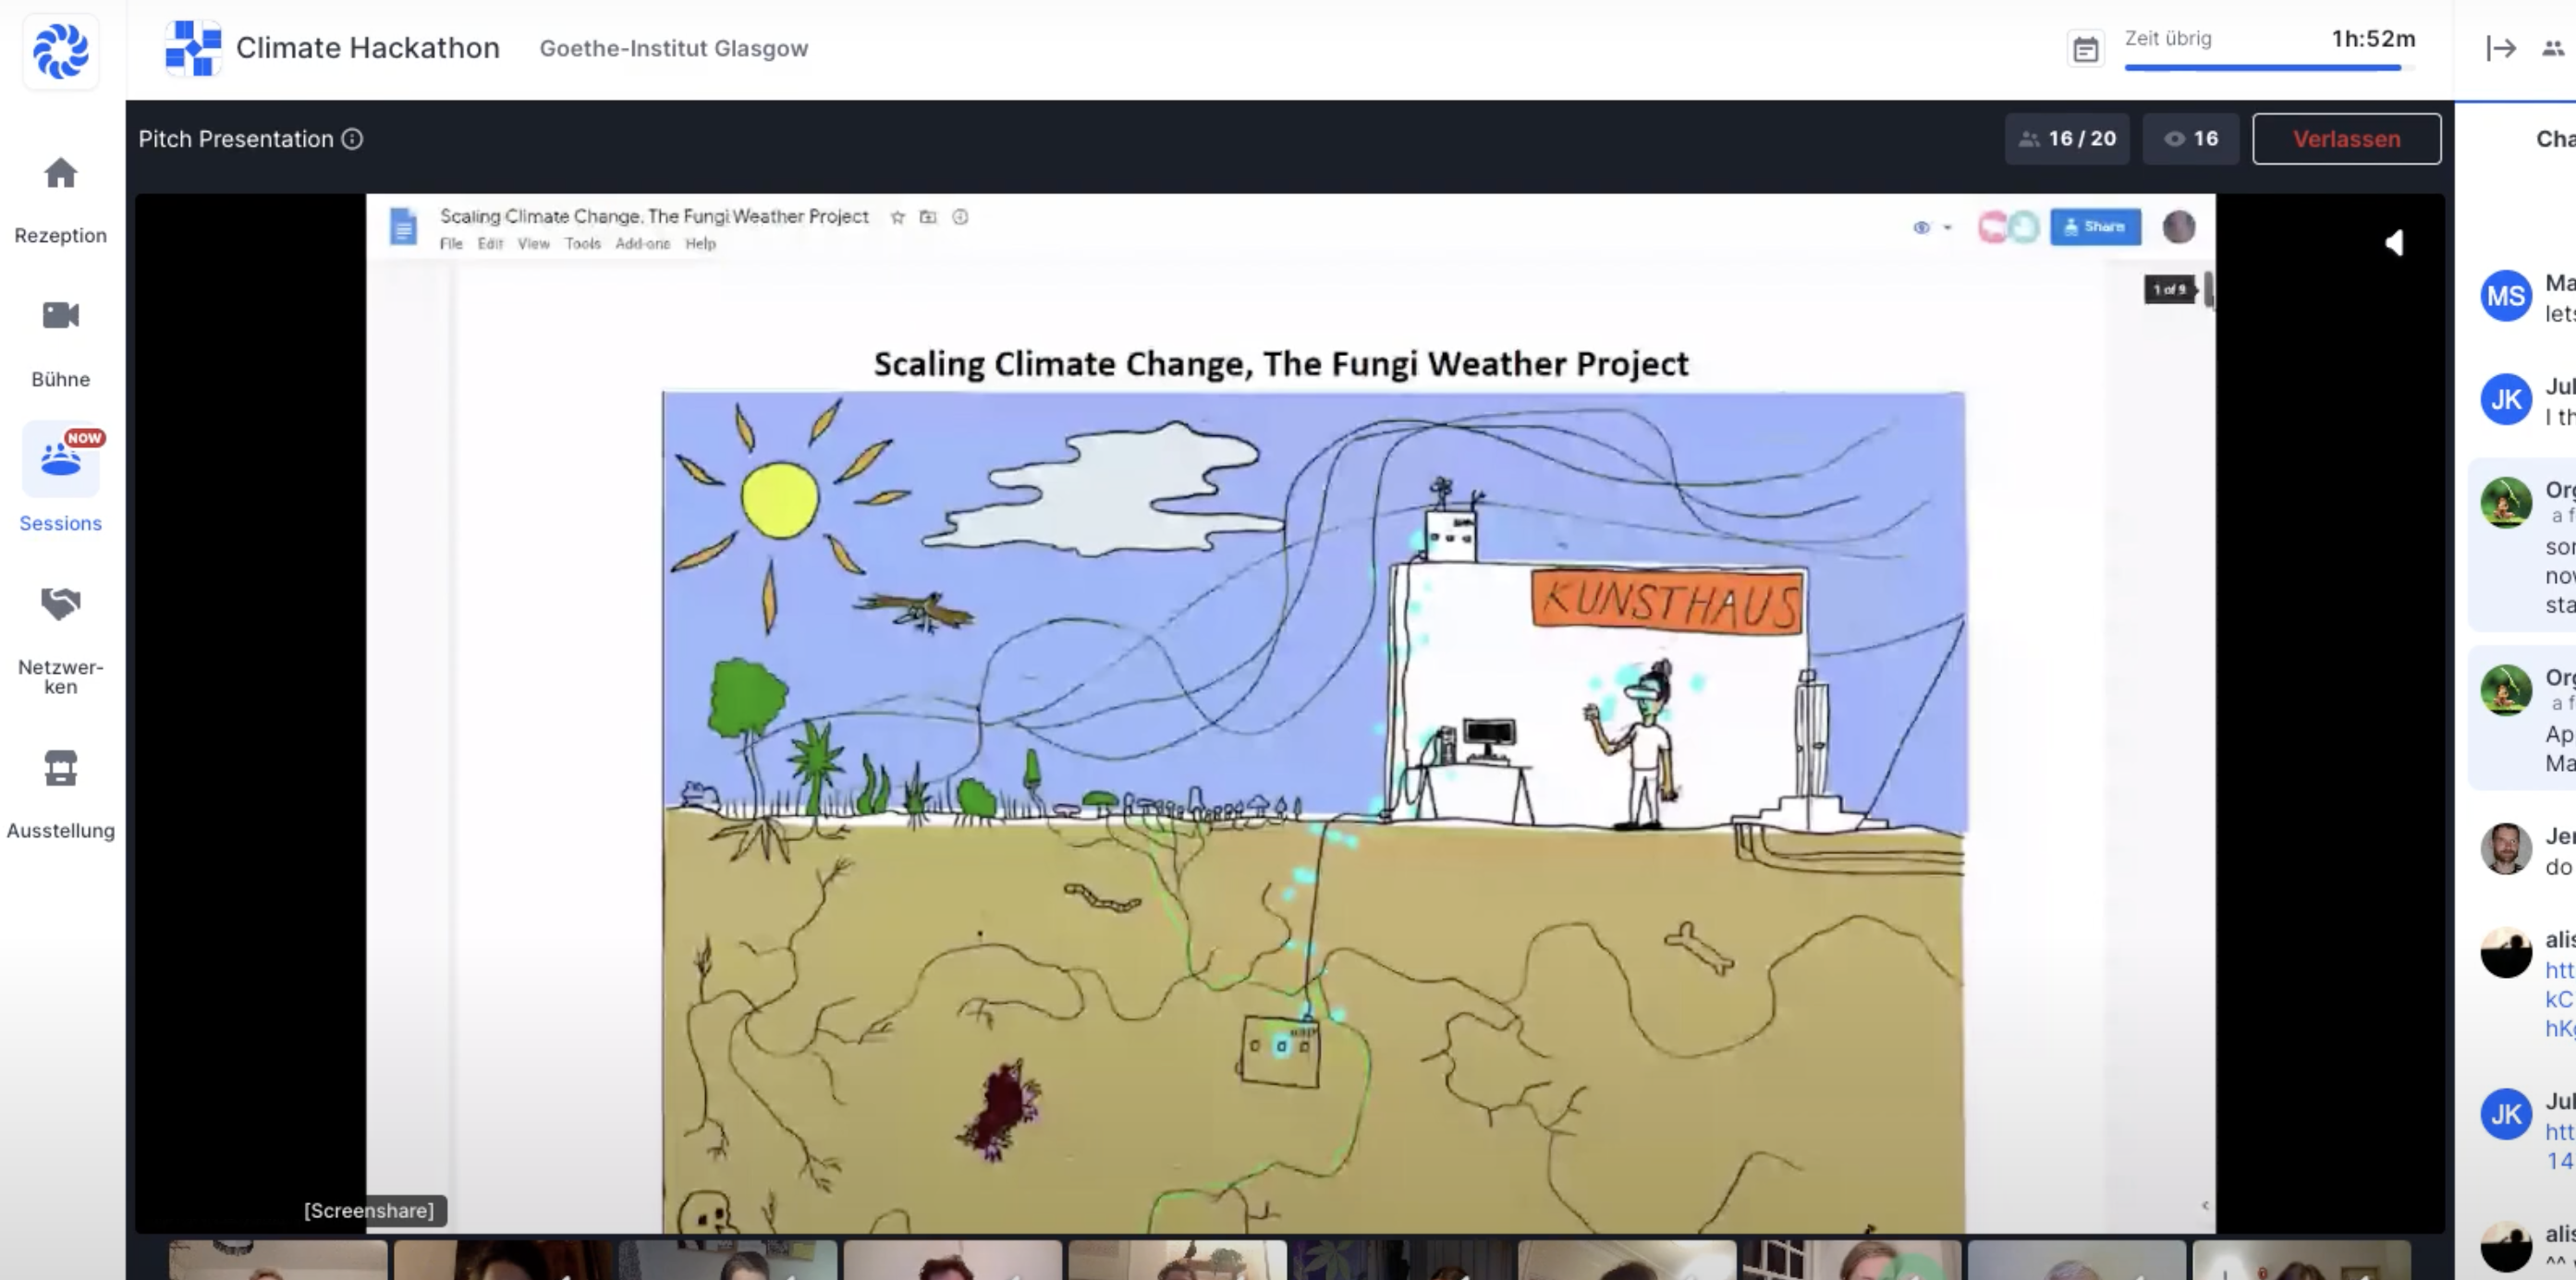 Climate Hackathon
Goethe-Institut Glasgow
Zeit übrig
1h:52m
Pitch Presentation
16 / 20
16
Verlassen
Rezeption
Bühne
NOW
Sessions
Netzwer-
ken
Ausstellung
Scaling Climate Change, The Fungi Weather Project
File Edit View Tools Add-ons Help
Share
1 of 9
Scaling Climate Change, The Fungi Weather Project
KUNSTHAUS
[Screenshare]
Cha
MS
Ma
lets
JK
Jul
I th
Org
a f
sor
nov
sta
Org
a f
Ap
Ma
Jer
do
alis
htt
kC
hK
JK
Jul
htt
14
alis
^^